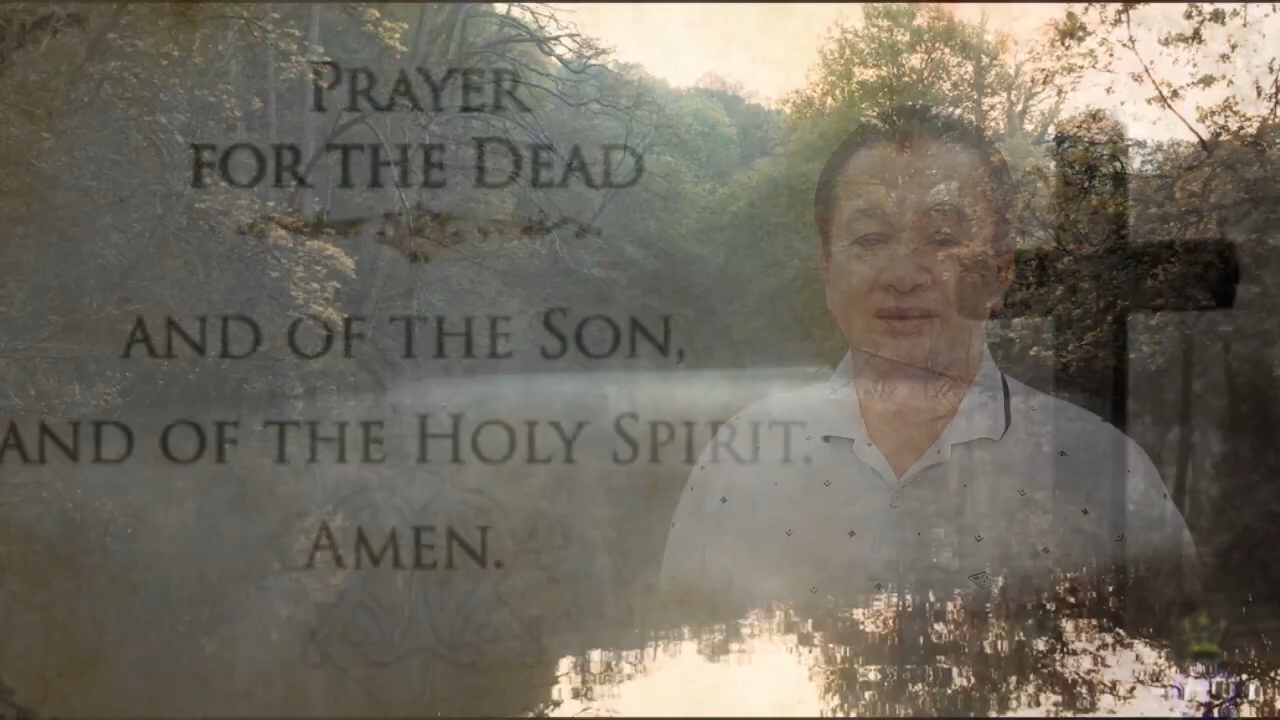 PRAYER
FOR THE DEAD
AND OF THE SON,
AND OF THE HOLY SPIRIT.
AMEN.